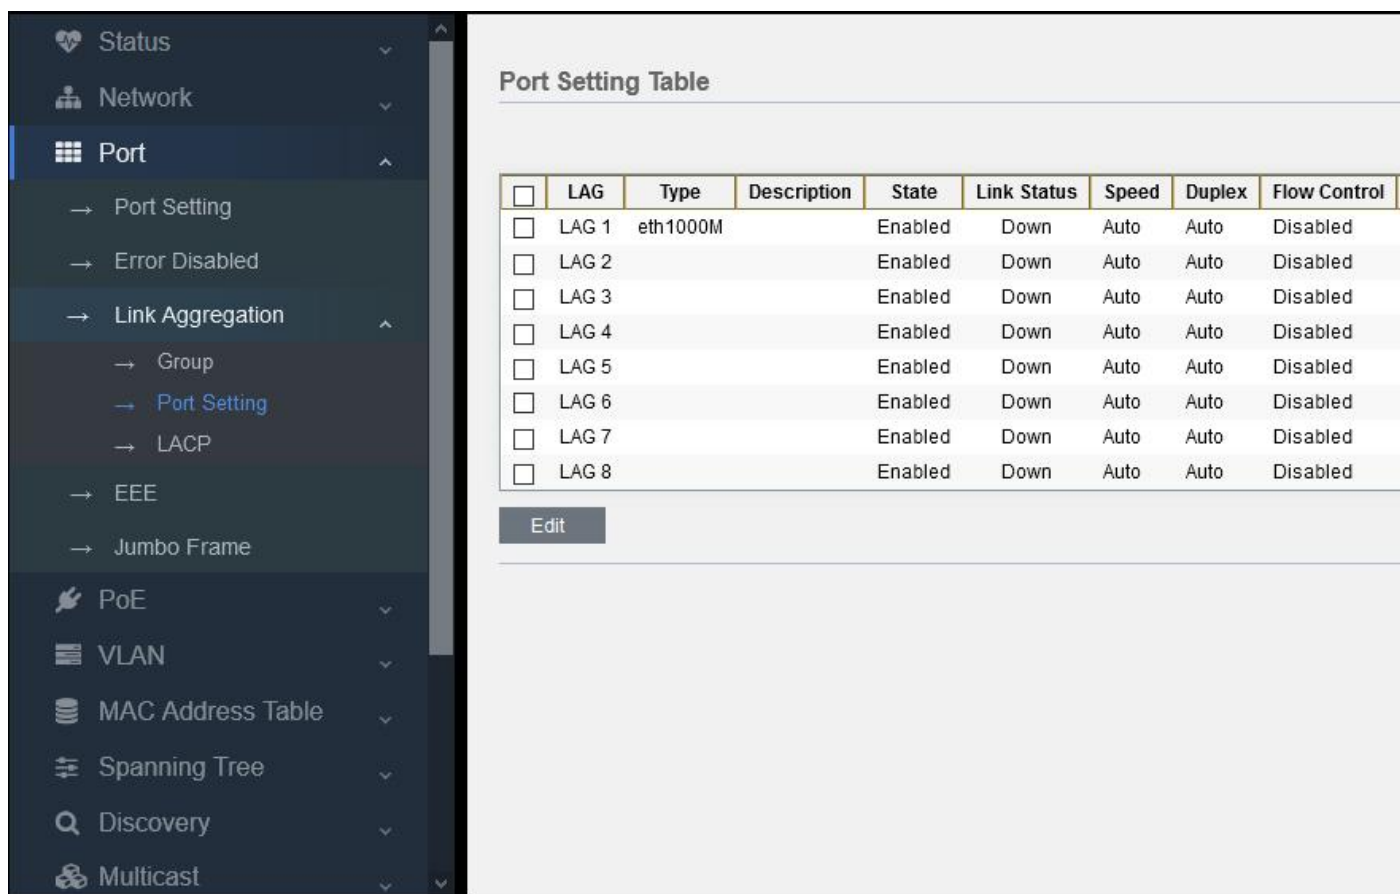 Status
Network
Port
→ Port Setting
→ Error Disabled
→ Link Aggregation
→ Group
→ Port Setting
→ LACP
→ EEE
→ Jumbo Frame
PoE
VLAN
MAC Address Table
Spanning Tree
Discovery
Multicast
Port Setting Table
LAG Type Description State Link Status Speed Duplex Flow Control
LAG 1 eth1000M Enabled Down Auto Auto Disabled
LAG 2 Enabled Down Auto Auto Disabled
LAG 3 Enabled Down Auto Auto Disabled
LAG 4 Enabled Down Auto Auto Disabled
LAG 5 Enabled Down Auto Auto Disabled
LAG 6 Enabled Down Auto Auto Disabled
LAG 7 Enabled Down Auto Auto Disabled
LAG 8 Enabled Down Auto Auto Disabled
Edit